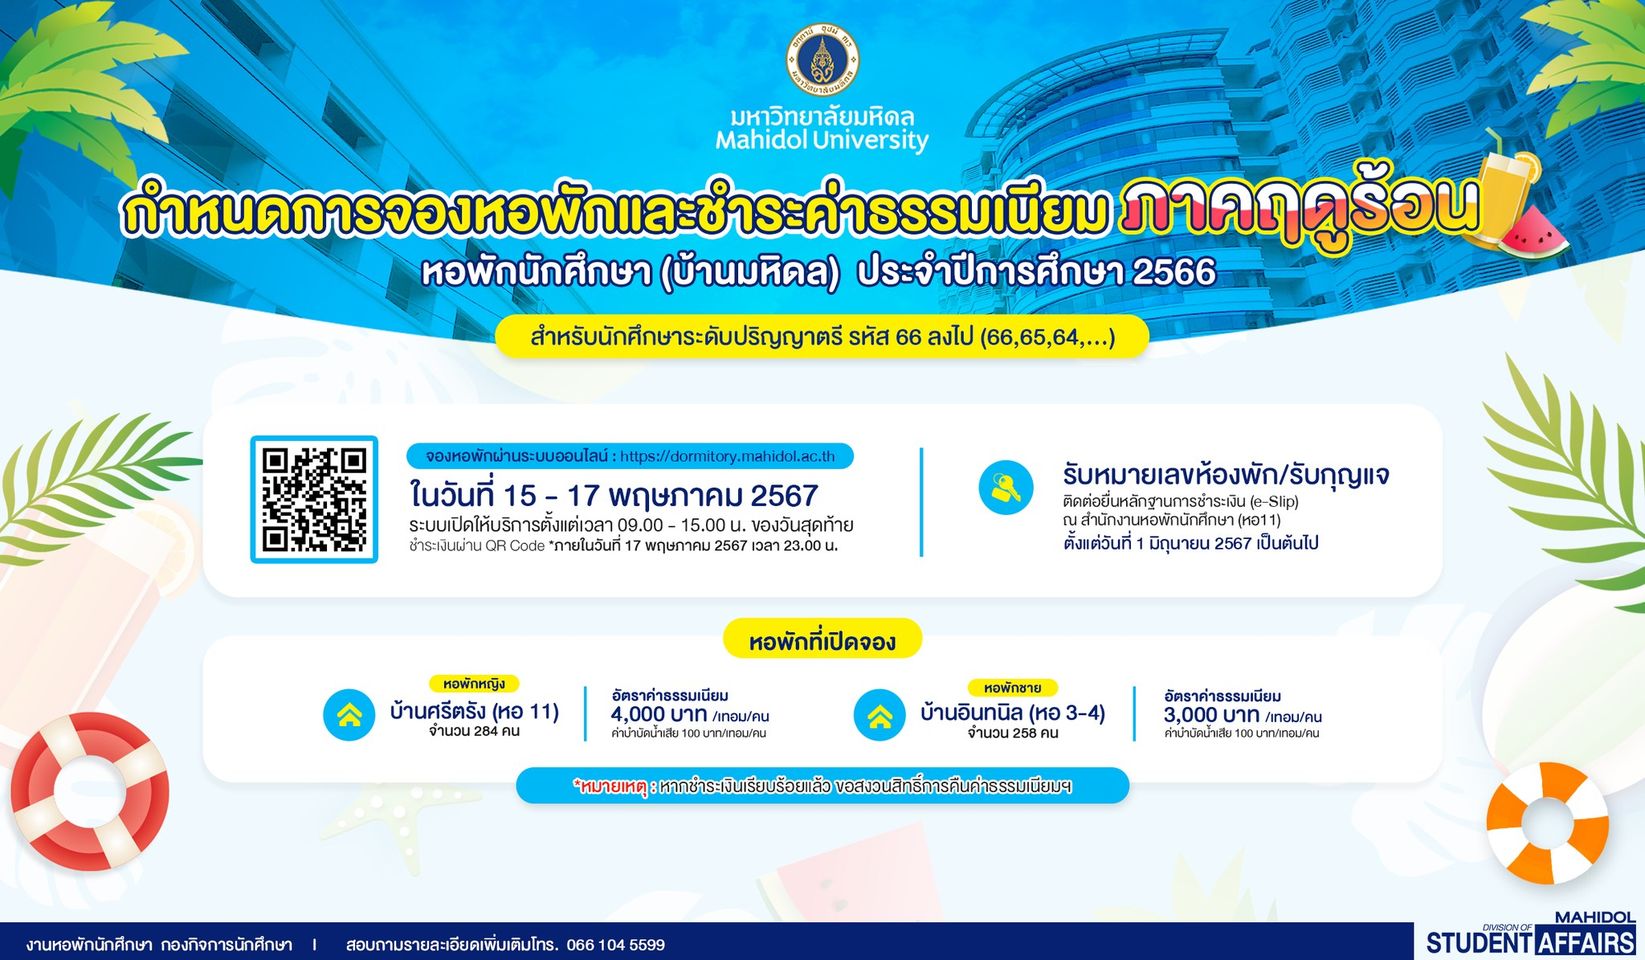 มหาวิทยาลัยมหิดล
Mahidol University
กำหนดการจองหอพักและชำระค่าธรรมเนียม ภาคฤดูร้อน
หอพักนักศึกษา (บ้านมหิดล) ประจำปีการศึกษา 2566
สำหรับนักศึกษาระดับปริญญาตรี รหัส 66 ลงไป (66,65,64,...)
จองหอพักผ่านระบบออนไลน์ : https://dormitory.mahidol.ac.th
ในวันที่ 15 - 17 พฤษภาคม 2567
ระบบเปิดให้บริการตั้งแต่เวลา 09.00 - 15.00 น. ของวันสุดท้าย
ชำระเงินผ่าน QR Code *ภายในวันที่ 17 พฤษภาคม 2567 เวลา 23.00 น.
รับหมายเลขห้องพัก/รับกุญแจ
ติดต่อยื่นหลักฐานการชำระเงิน (e-Slip)
ณ สำนักงานหอพักนักศึกษา (หอ11)
ตั้งแต่วันที่ 1 มิถุนายน 2567 เป็นต้นไป
หอพักที่เปิดจอง
หอพักหญิง
บ้านศรีตรัง (หอ 11)
จำนวน 284 คน
อัตราค่าธรรมเนียม
4,000 บาท /เทอม/คน
ค่าบำบัดน้ำเสีย 100 บาท/เทอม/คน
หอพักชาย
บ้านอินทนิล (หอ 3-4)
จำนวน 258 คน
อัตราค่าธรรมเนียม
3,000 บาท /เทอม/คน
ค่าบำบัดน้ำเสีย 100 บาท/เทอม/คน
*หมายเหตุ : หากชำระเงินเรียบร้อยแล้ว ขอสงวนสิทธิ์การคืนค่าธรรมเนียมฯ
งานหอพักนักศึกษา กองกิจการนักศึกษา | สอบถามรายละเอียดเพิ่มเติมโทร. 066 104 5599
MAHIDOL
DIVISION OF
STUDENT AFFAIRS